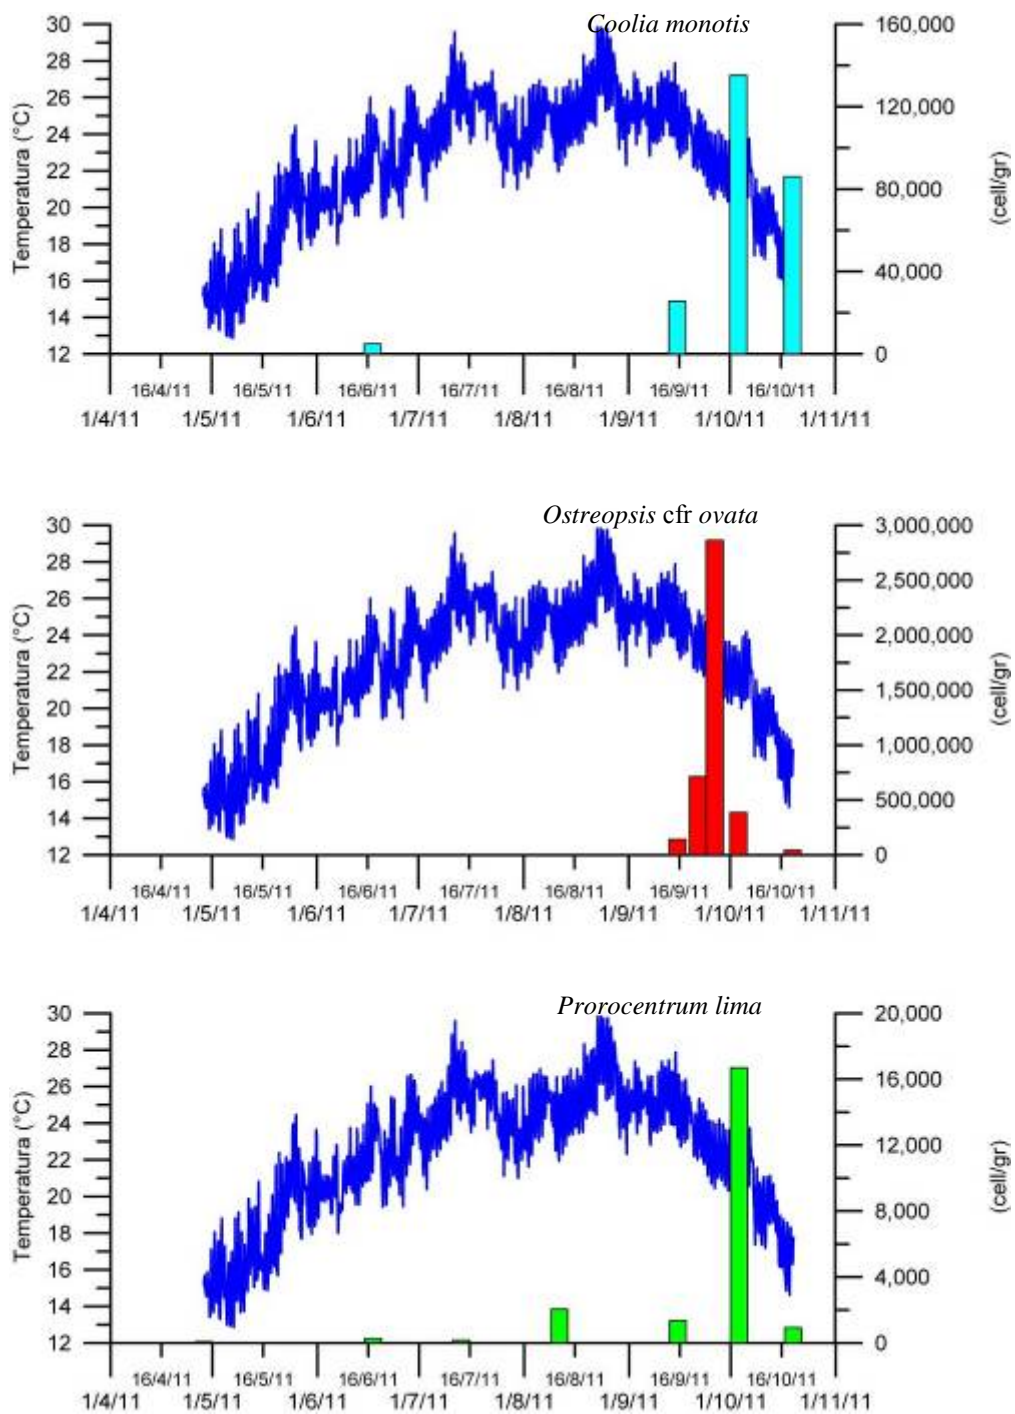 Coolia monotis
30 160,000
28
26 120,000
24
22 80,000
20
18
16 40,000
14
12 0
Temperatura (°C)
(cell/gr)
16/4/11 16/5/11 16/6/11 16/7/11 16/8/11 16/9/11 16/10/11
1/4/11 1/5/11 1/6/11 1/7/11 1/8/11 1/9/11 1/10/11 1/11/11
Ostreopsis cfr ovata
30 3,000,000
28 2,500,000
26
24 2,000,000
22
20 1,500,000
18 1,000,000
16
14 500,000
12 0
Temperatura (°C)
(cell/gr)
16/4/11 16/5/11 16/6/11 16/7/11 16/8/11 16/9/11 16/10/11
1/4/11 1/5/11 1/6/11 1/7/11 1/8/11 1/9/11 1/10/11 1/11/11
Prorocentrum lima
30 20,000
28
26 16,000
24 12,000
22
20 8,000
18
16 4,000
14
12 0
Temperatura (°C)
(cell/gr)
16/4/11 16/5/11 16/6/11 16/7/11 16/8/11 16/9/11 16/10/11
1/4/11 1/5/11 1/6/11 1/7/11 1/8/11 1/9/11 1/10/11 1/11/11